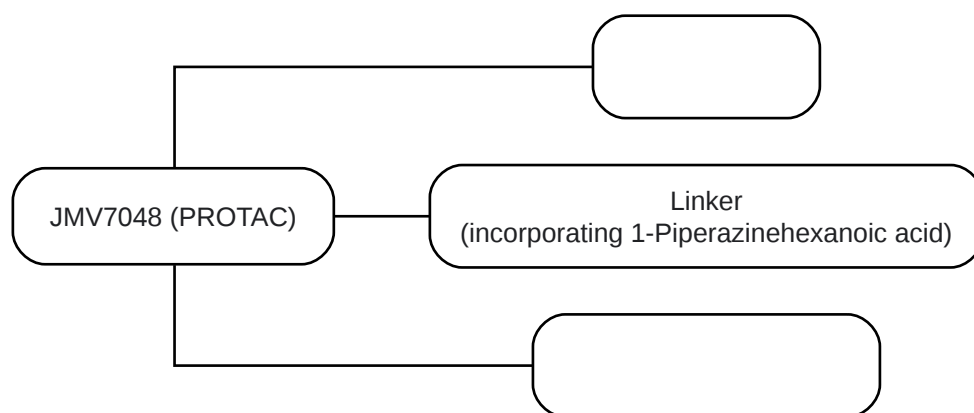 JMV7048 (PROTAC)
Linker
(incorporating 1-Piperazinehexanoic acid)